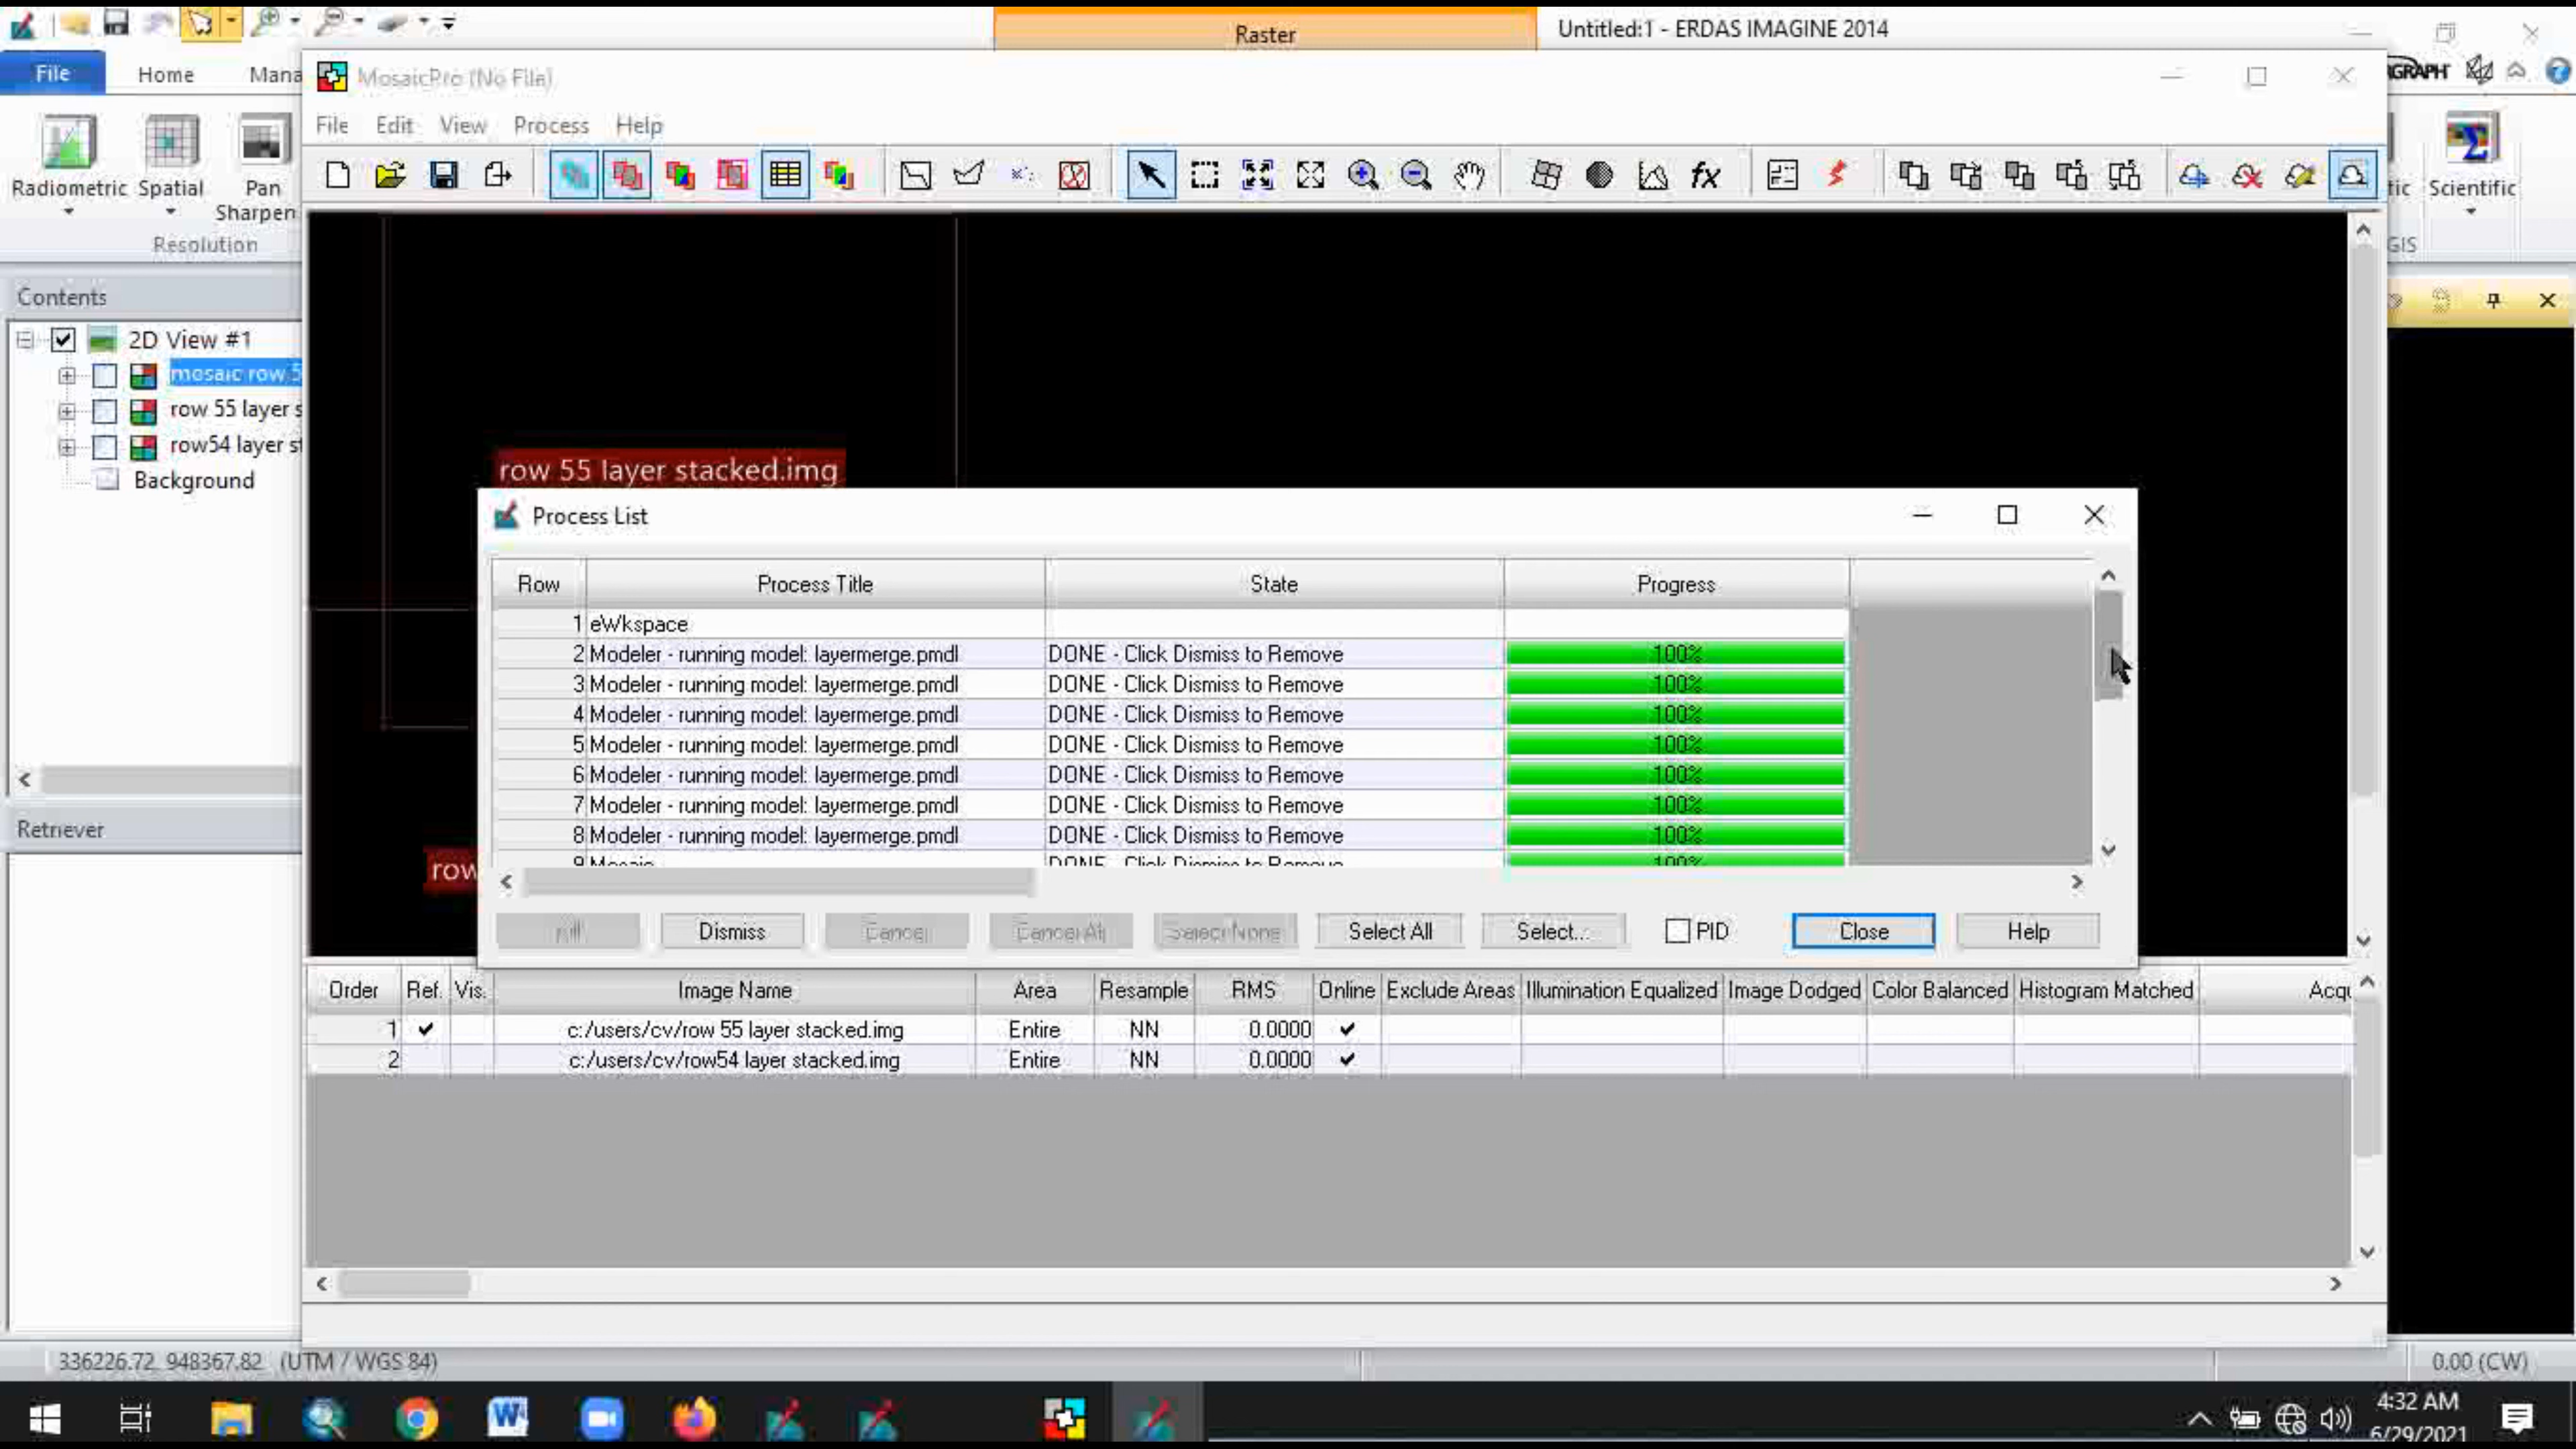 Raster
Untitled:1 - ERDAS IMAGINE 2014
File Home Mana
MosaicPro (No File)
File Edit View Process Help
Radiometric Spatial Pan Sharpen
Resolution
Scientific
GIS
Contents
2D View #1
mosaic row 5
row 55 layer s
row54 layer st
Background
Retriever
row 55 layer stacked.img
row
Process List
Row Process Title State Progress
1 eWkspace
2 Modeler - running model: layermerge.pmdl DONE - Click Dismiss to Remove 100%
3 Modeler - running model: layermerge.pmdl DONE - Click Dismiss to Remove 100%
4 Modeler - running model: layermerge.pmdl DONE - Click Dismiss to Remove 100%
5 Modeler - running model: layermerge.pmdl DONE - Click Dismiss to Remove 100%
6 Modeler - running model: layermerge.pmdl DONE - Click Dismiss to Remove 100%
7 Modeler - running model: layermerge.pmdl DONE - Click Dismiss to Remove 100%
8 Modeler - running model: layermerge.pmdl DONE - Click Dismiss to Remove 100%
9 Mosaic DONE - Click Dismiss to Remove 100%
Dismiss Cancel Cancel All Select None Select All Select... PID Close Help
Order Ref. Vis. Image Name Area Resample RMS Online Exclude Areas Illumination Equalized Image Dodged Color Balanced Histogram Matched Acqu
1 c:/users/cv/row 55 layer stacked.img Entire NN 0.0000
2 c:/users/cv/row54 layer stacked.img Entire NN 0.0000
336226.72, 948367.82 (UTM / WGS 84)
0.00 (CW)
4:32 AM
6/29/2021